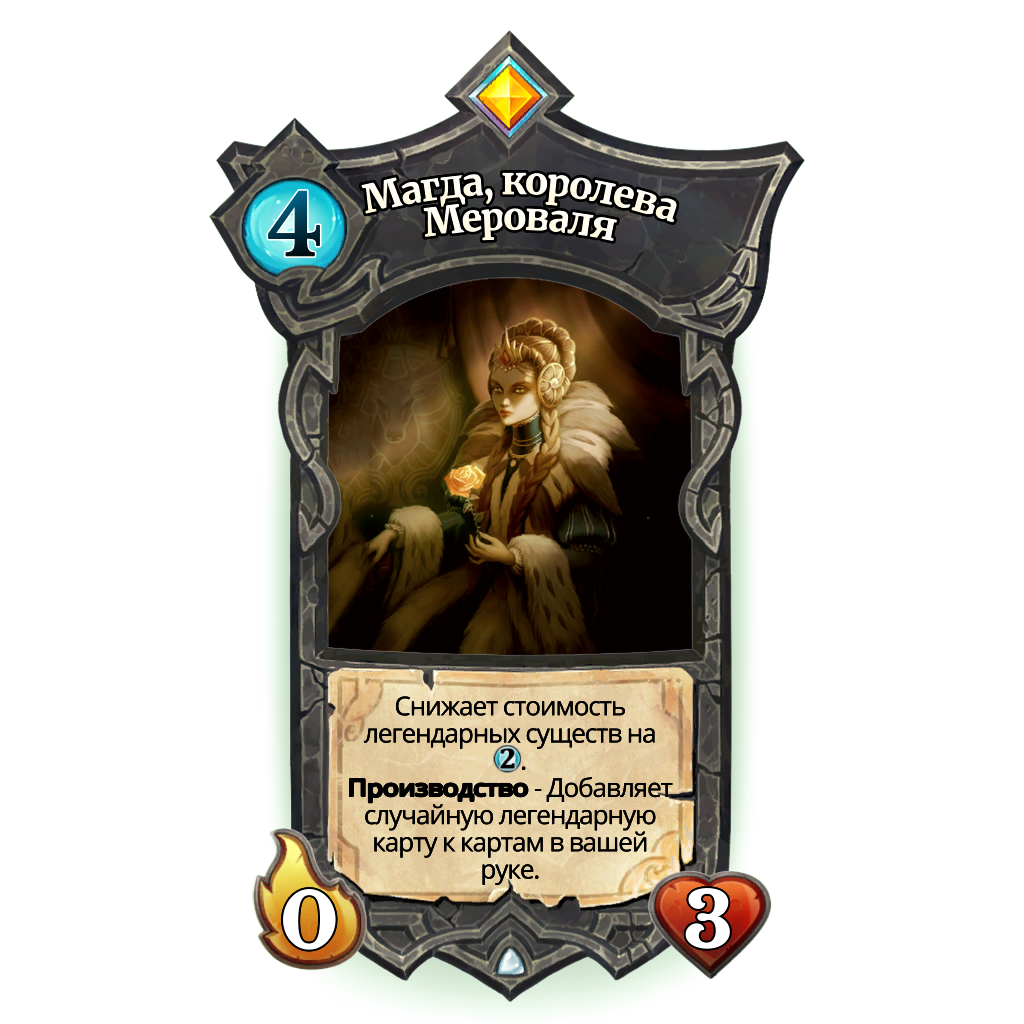 4
Магда, королева
Мероваля
Снижает стоимость
легендарных существ на
2.
Производство - Добавляет
случайную легендарную
карту к картам в вашей
руке.
0
3